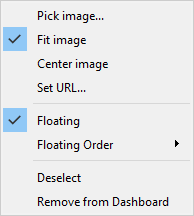 Pick image...
Fit image
Center image
Set URL...
Floating
Floating Order
Deselect
Remove from Dashboard